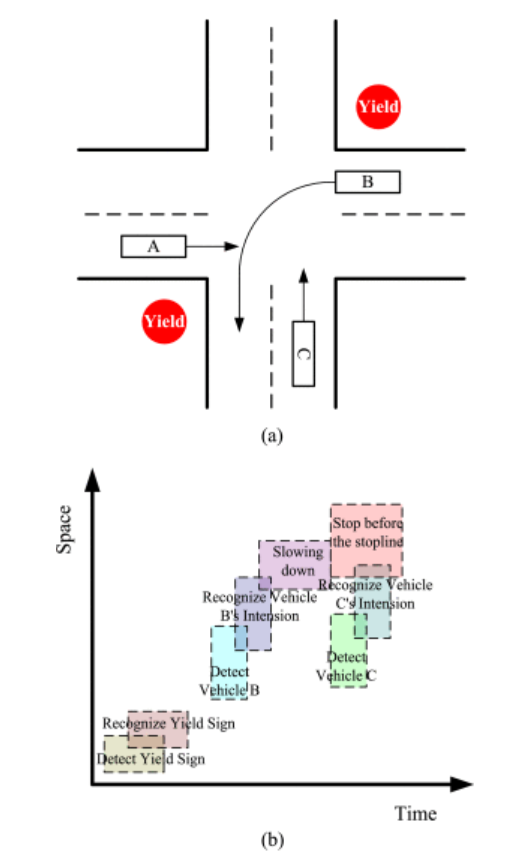 Yield
B
A
Yield
C
(a)
Space
Stop before
the stopline
Slowing
down
Recognize Vehicle
C's Intension
Recognize Vehicle
B's Intension
Detect
Vehicle C
Detect
Vehicle B
Recognize Yield Sign
Detect Yield Sign
Time
(b)